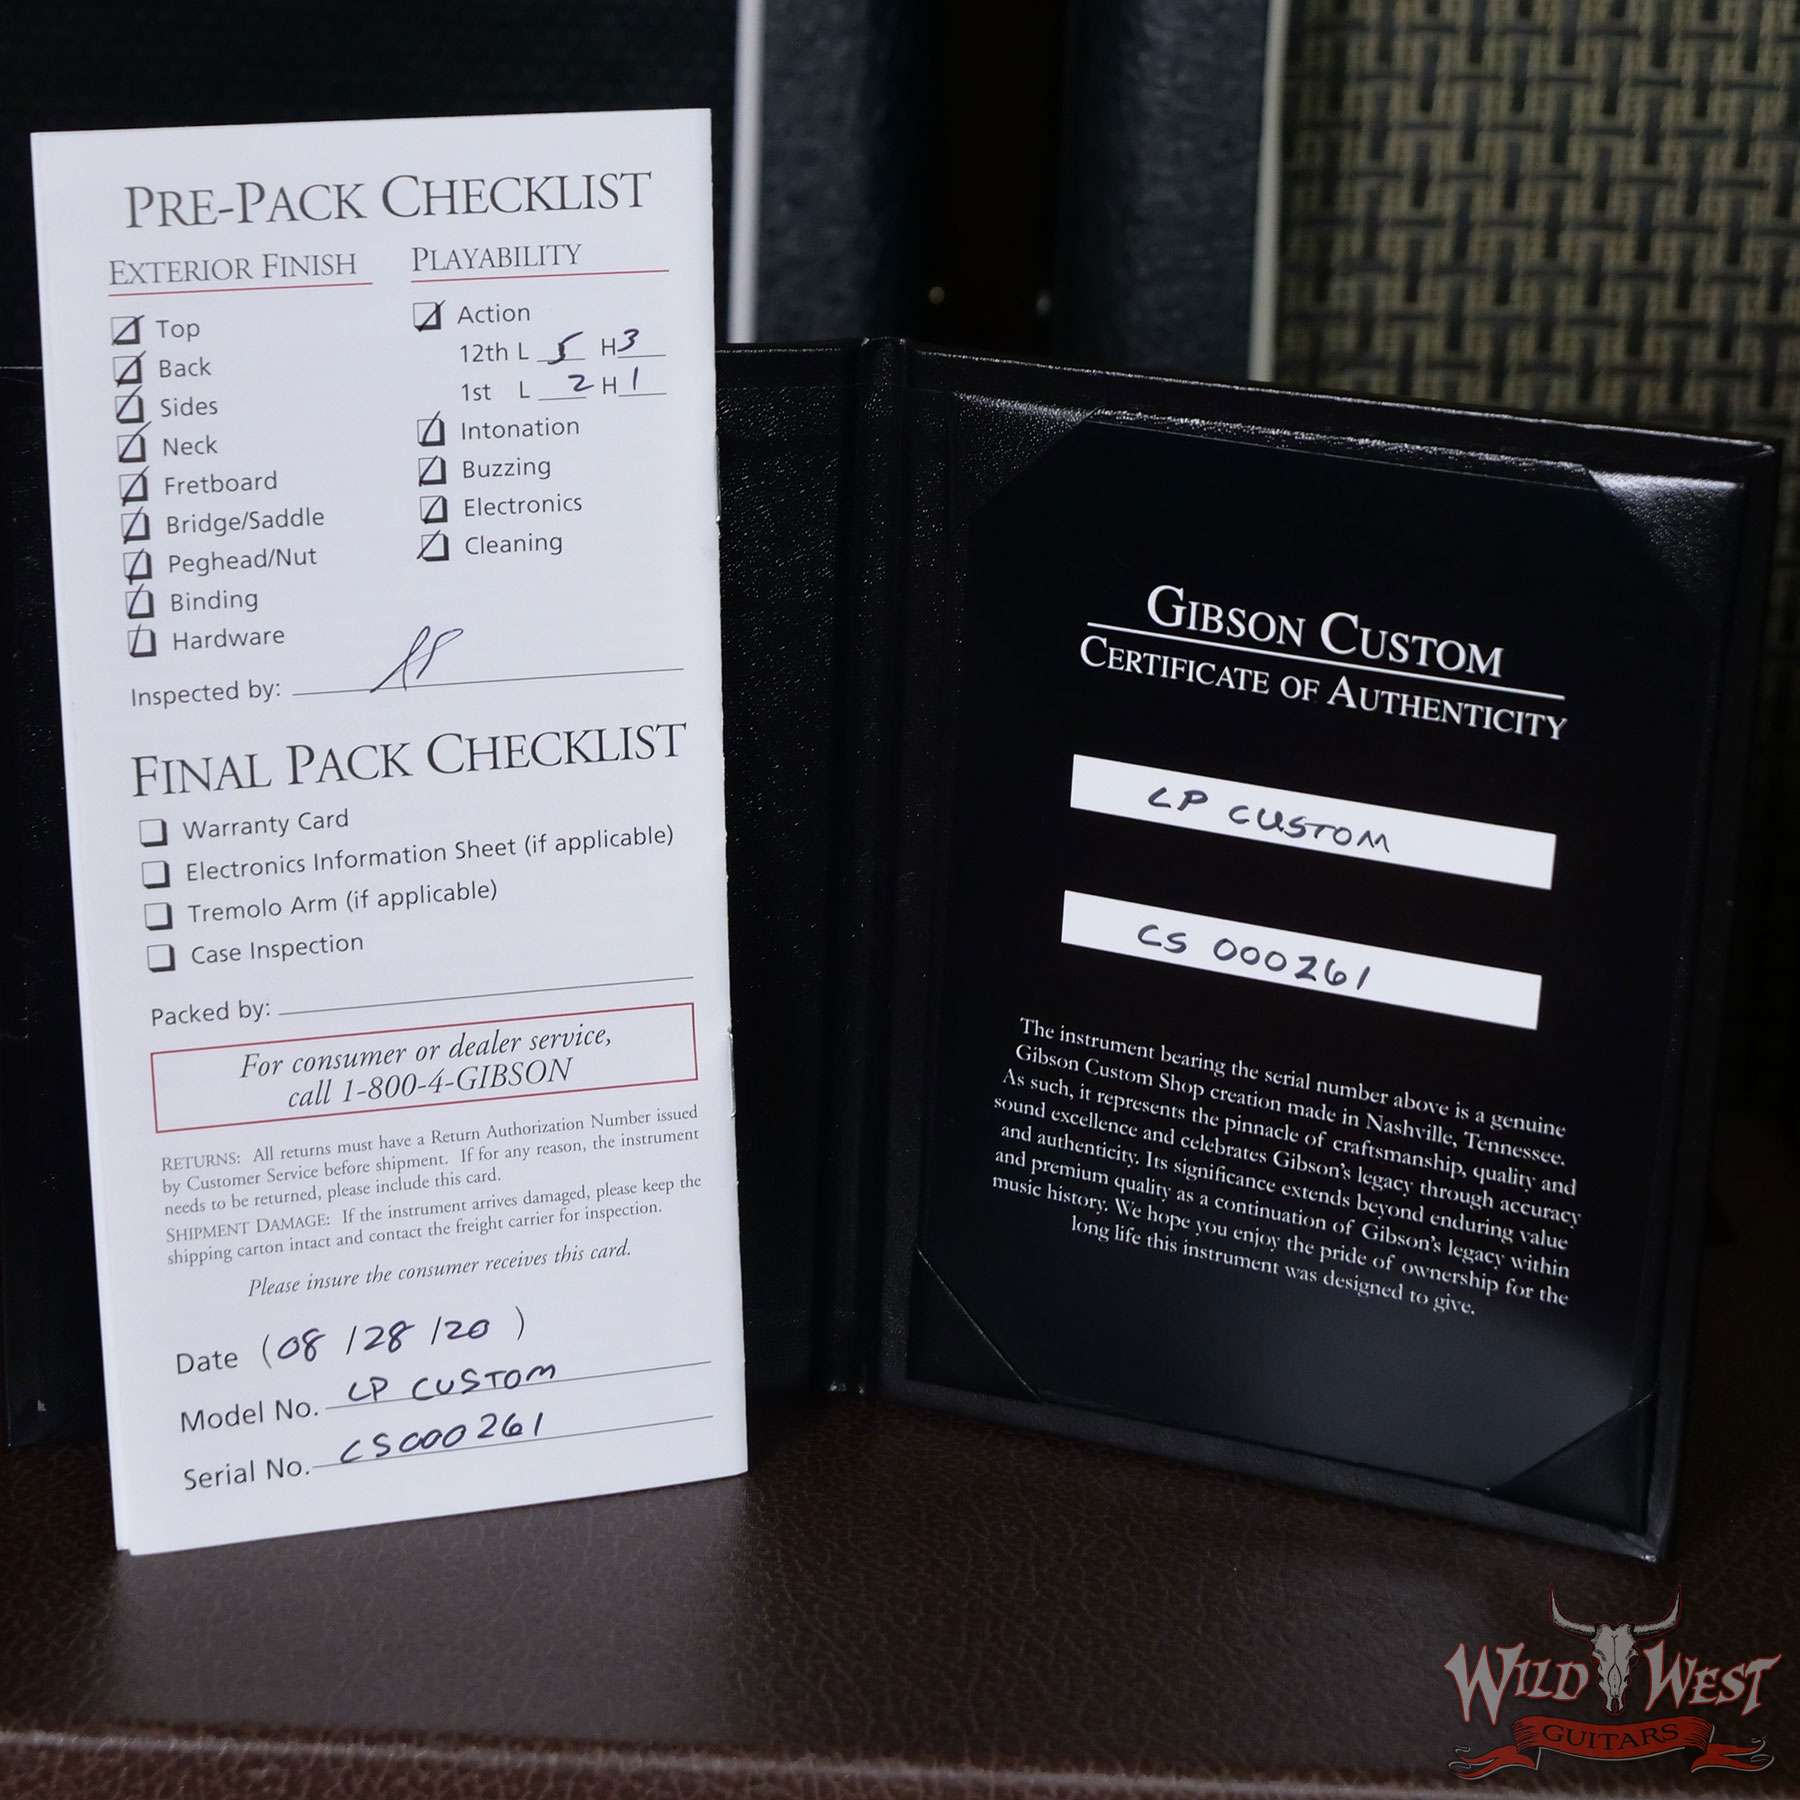 PRE-PACK CHECKLIST
EXTERIOR FINISH
Top
Back
Sides
Neck
Fretboard
Bridge/Saddle
Peghead/Nut
Binding
Hardware
PLAYABILITY
Action
12th L 5 H 3
1st L 2 H 1
Intonation
Buzzing
Electronics
Cleaning
Inspected by:
FINAL PACK CHECKLIST
Warranty Card
Electronics Information Sheet (if applicable)
Tremolo Arm (if applicable)
Case Inspection
Packed by:
For consumer or dealer service,
call 1-800-4-GIBSON
RETURNS: All returns must have a Return Authorization Number issued
by Customer Service before shipment. If for any reason, the instrument
needs to be returned, please include this card.
SHIPMENT DAMAGE: If the instrument arrives damaged, please keep the
shipping carton intact and contact the freight carrier for inspection.
Please insure the consumer receives this card.
Date (08/28/20)
Model No. LP CUSTOM
Serial No. CS000261
GIBSON CUSTOM
CERTIFICATE OF AUTHENTICITY
LP CUSTOM
CS 000261
The instrument bearing the serial number above is a genuine
Gibson Custom Shop creation made in Nashville, Tennessee.
As such, it represents the pinnacle of craftsmanship, quality and
sound excellence and celebrates Gibson's legacy through accuracy
and authenticity. Its significance extends beyond enduring value
and premium quality as a continuation of Gibson's legacy within
music history. We hope you enjoy the pride of ownership for the
long life this instrument was designed to give.
WILD WEST
GUITARS